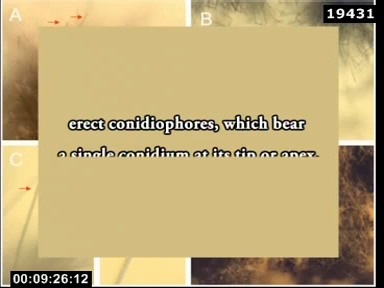 A
B
19431
erect conidiophores, which bear
a single conidium at its tip or apex.
C
00:09:26:12